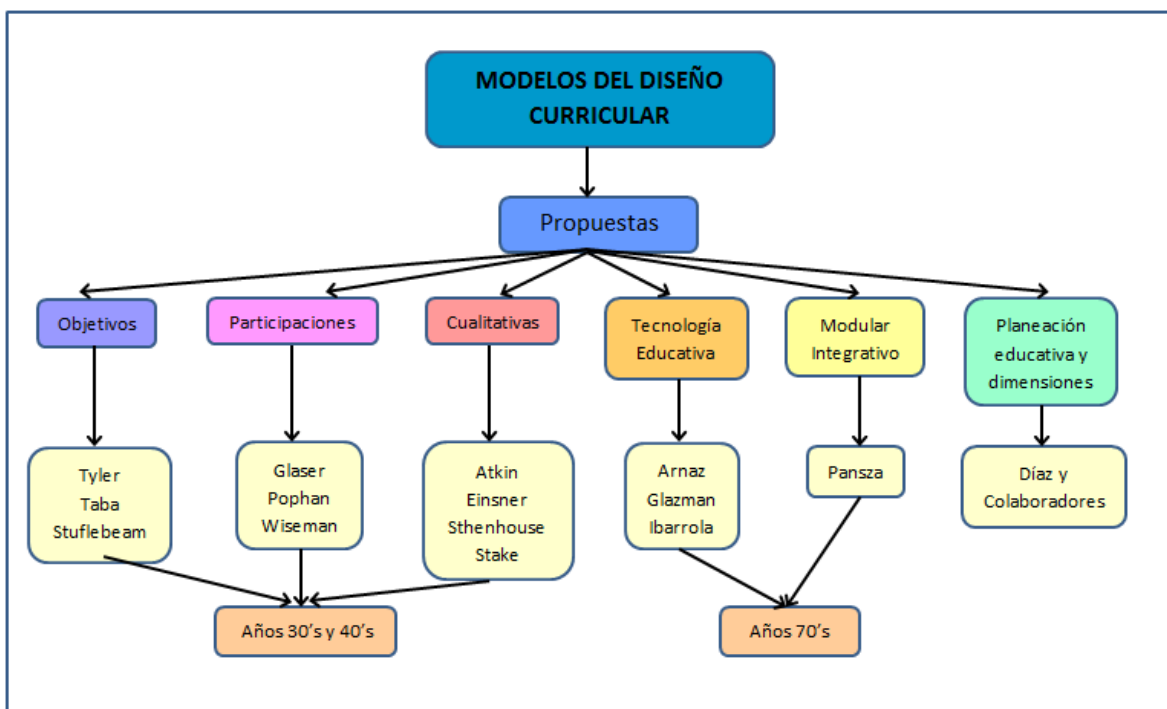 MODELOS DEL DISEÑO
CURRICULAR
Propuestas
Objetivos
Participaciones
Cualitativas
Tecnología
Educativa
Modular
Integrativo
Planeación
educativa y
dimensiones
Tyler
Taba
Stuflebeam
Glaser
Pophan
Wiseman
Atkin
Einsner
Sthenhouse
Stake
Arnaz
Glazman
Ibarrola
Pansza
Díaz y
Colaboradores
Años 30’s y 40’s
Años 70’s